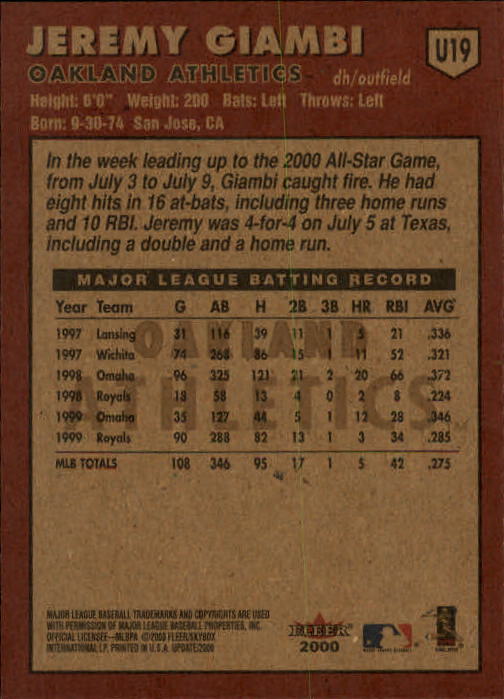 JEREMY GIAMBI
U19
OAKLAND ATHLETICS dh/outfield
Height: 6'0" Weight: 200 Bats: Left Throws: Left
Born: 9-30-74 San Jose, CA
In the week leading up to the 2000 All-Star Game,
from July 3 to July 9, Giambi caught fire. He had
eight hits in 16 at-bats, including three home runs
and 10 RBI. Jeremy was 4-for-4 on July 5 at Texas,
including a double and a home run.
MAJOR LEAGUE BATTING RECORD
Year Team G AB H 2B 3B HR RBI AVG
1997 Lansing 31 116 39 11 1 5 21 .336
1997 Wichita 74 268 86 15 1 11 52 .321
1998 Omaha 96 325 121 21 2 20 66 .372
1998 Royals 18 58 13 4 0 2 8 .224
1999 Omaha 35 127 44 5 1 12 28 .346
1999 Royals 90 288 82 13 1 3 34 .285
MLB TOTALS 108 346 95 17 1 5 42 .275
OAKLAND
ATHLETICS
MAJOR LEAGUE BASEBALL TRADEMARKS AND COPYRIGHTS ARE USED
WITH PERMISSION OF MAJOR LEAGUE BASEBALL PROPERTIES, INC.
OFFICIAL LICENSEE—MLBPA ©2000 FLEER/SKYBOX
INTERNATIONAL LP. PRINTED IN U.S.A. UPDATE/2000
FLEER
2000